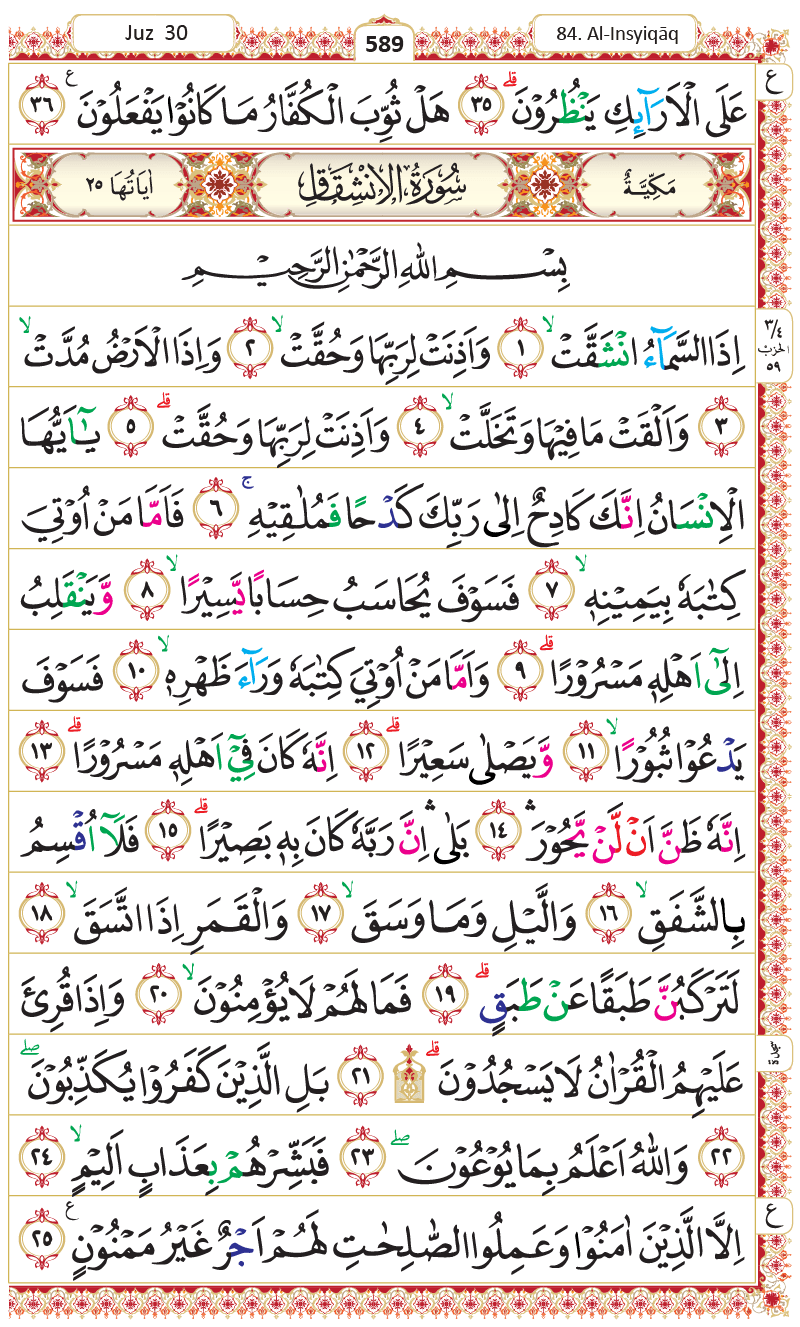 Juz 30
589
84. Al-Insyiqāq
عَلَى الْاَرَاۤىِٕكِ يَنْظُرُوْنَۗ ٣٥ هَلْ ثُوِّبَ الْكُفَّارُ مَا كَانُوْا يَفْعَلُوْنَ ࣖ ٣٦
ع
مَكِّيَّةٌ سُوْرَةُ الْاِنْشِقَاقِ اٰيَاتُهَا ٢٥
بِسْمِ اللّٰهِ الرَّحْمٰنِ الرَّحِيْمِ
اِذَا السَّمَاۤءُ انْشَقَّتْۙ ١ وَاَذِنَتْ لِرَبِّهَا وَحُقَّتْۙ ٢ وَاِذَا الْاَرْضُ مُدَّتْۙ
٣/٤
الحزب
٥٩
٣ وَاَلْقَتْ مَا فِيْهَا وَتَخَلَّتْۙ ٤ وَاَذِنَتْ لِرَبِّهَا وَحُقَّتْۗ ٥ يٰٓاَيُّهَا
الْاِنْسَانُ اِنَّكَ كَادِحٌ اِلٰى رَبِّكَ كَدْحًا فَمُلٰقِيْهِۚ ٦ فَاَمَّا مَنْ اُوْتِيَ
كِتٰبَهٗ بِيَمِيْنِهٖۙ ٧ فَسَوْفَ يُحَاسَبُ حِسَابًا يَّسِيْرًاۙ ٨ وَّيَنْقَلِبُ
اِلٰٓى اَهْلِهٖ مَسْرُوْرًاۗ ٩ وَاَمَّا مَنْ اُوْتِيَ كِتٰبَهٗ وَرَاۤءَ ظَهْرِهٖۙ ١٠ فَسَوْفَ
يَدْعُوْا ثُبُوْرًاۙ ١١ وَّيَصْلٰى سَعِيْرًاۗ ١٢ اِنَّهٗ كَانَ فِيْٓ اَهْلِهٖ مَسْرُوْرًاۗ ١٣
اِنَّهٗ ظَنَّ اَنْ لَّنْ يَّحُوْرَ ۛ ١٤ بَلٰى ۛ اِنَّ رَبَّهٗ كَانَ بِهٖ بَصِيْرًاۗ ١٥ فَلَآ اُقْسِمُ
بِالشَّفَقِۙ ١٦ وَالَّيْلِ وَمَا وَسَقَۙ ١٧ وَالْقَمَرِ اِذَا اتَّسَقَۙ ١٨
لَتَرْكَبُنَّ طَبَقًا عَنْ طَبَقٍۗ ١٩ فَمَا لَهُمْ لَا يُؤْمِنُوْنَۙ ٢٠ وَاِذَا قُرِئَ
عَلَيْهِمُ الْقُرْاٰنُ لَا يَسْجُدُوْنَۗ ۩ ٢١ بَلِ الَّذِيْنَ كَفَرُوْا يُكَذِّبُوْنَۖ
سجدة
٢٢ وَاللّٰهُ اَعْلَمُ بِمَا يُوْعُوْنَۖ ٢٣ فَبَشِّرْهُمْ بِعَذَابٍ اَلِيْمٍۙ ٢٤
اِلَّا الَّذِيْنَ اٰمَنُوْا وَعَمِلُوا الصّٰلِحٰتِ لَهُمْ اَجْرٌ غَيْرُ مَمْنُوْنٍ ࣖ ٢٥
ع